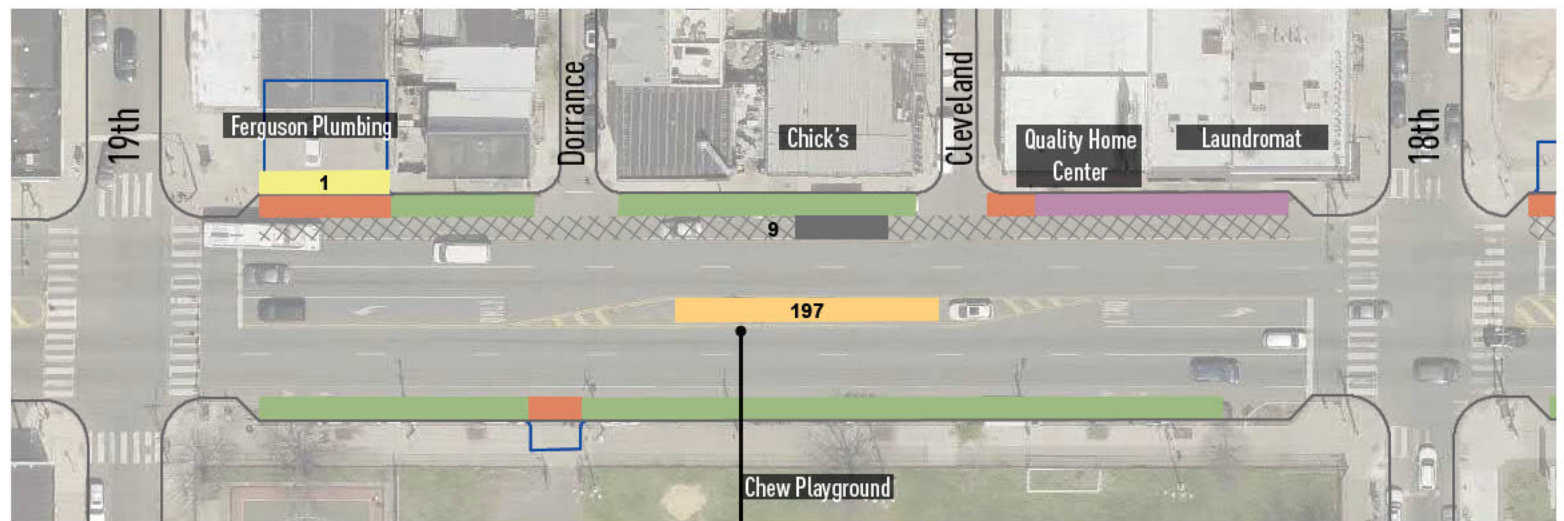 19th
Ferguson Plumbing
Dorrance
Chick's
Cleveland
Quality Home
Center
Laundromat
18th
1
9
197
Chew Playground